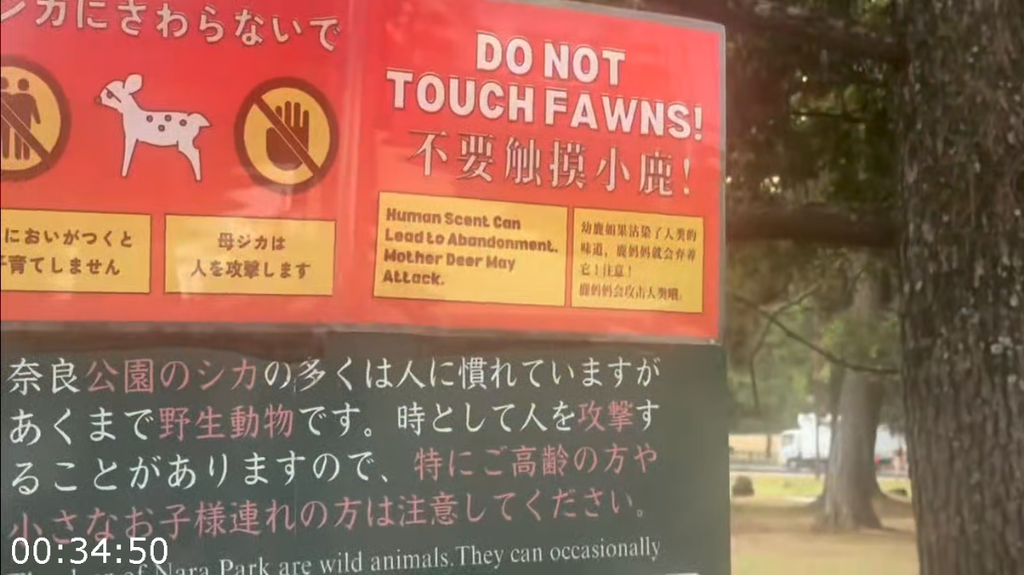 シカにさわらないで
においがつくと
育てしません
母ジカは
人を攻撃します
DO NOT
TOUCH FAWNS!
不要触摸小鹿!
Human Scent Can
Lead to Abandonment.
Mother Deer May
Attack.
幼鹿如果沾染了人类的
味道，鹿妈妈就会弃养
它！注意！
鹿妈妈会攻击人类哦。
奈良公園のシカの多くは人に慣れていますが
あくまで野生動物です。時として人を攻撃す
ることがありますので、特にご高齢の方や
小さなお子様連れの方は注意してください。
of Nara Park are wild animals. They can occasionally
00:34:50